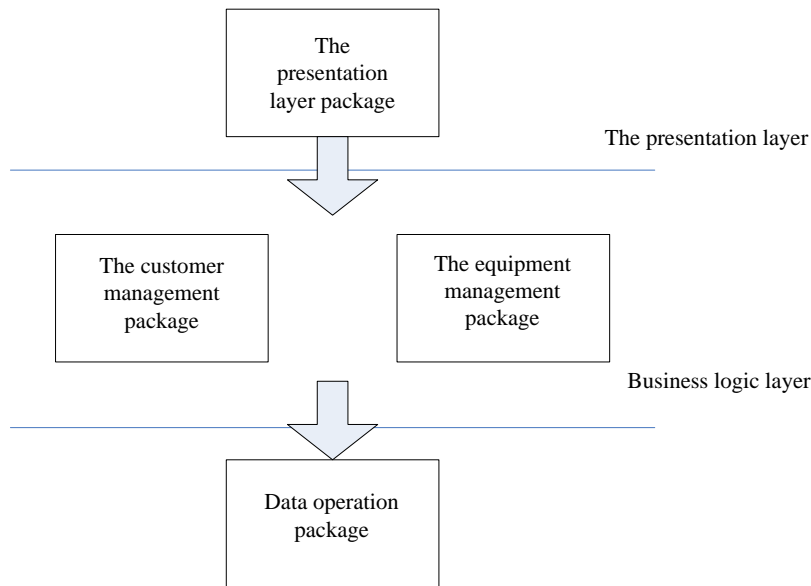 The
presentation
layer package
The presentation layer
The customer
management
package
The equipment
management
package
Business logic layer
Data operation
package